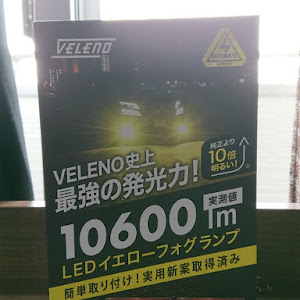 VELENO
ULTIMATE
純正より
10倍
明るい!
VELENO史上
最強の発光力!
実測値
10600lm
LEDイエローフォグランプ
簡単取り付け!実用新案取得済み